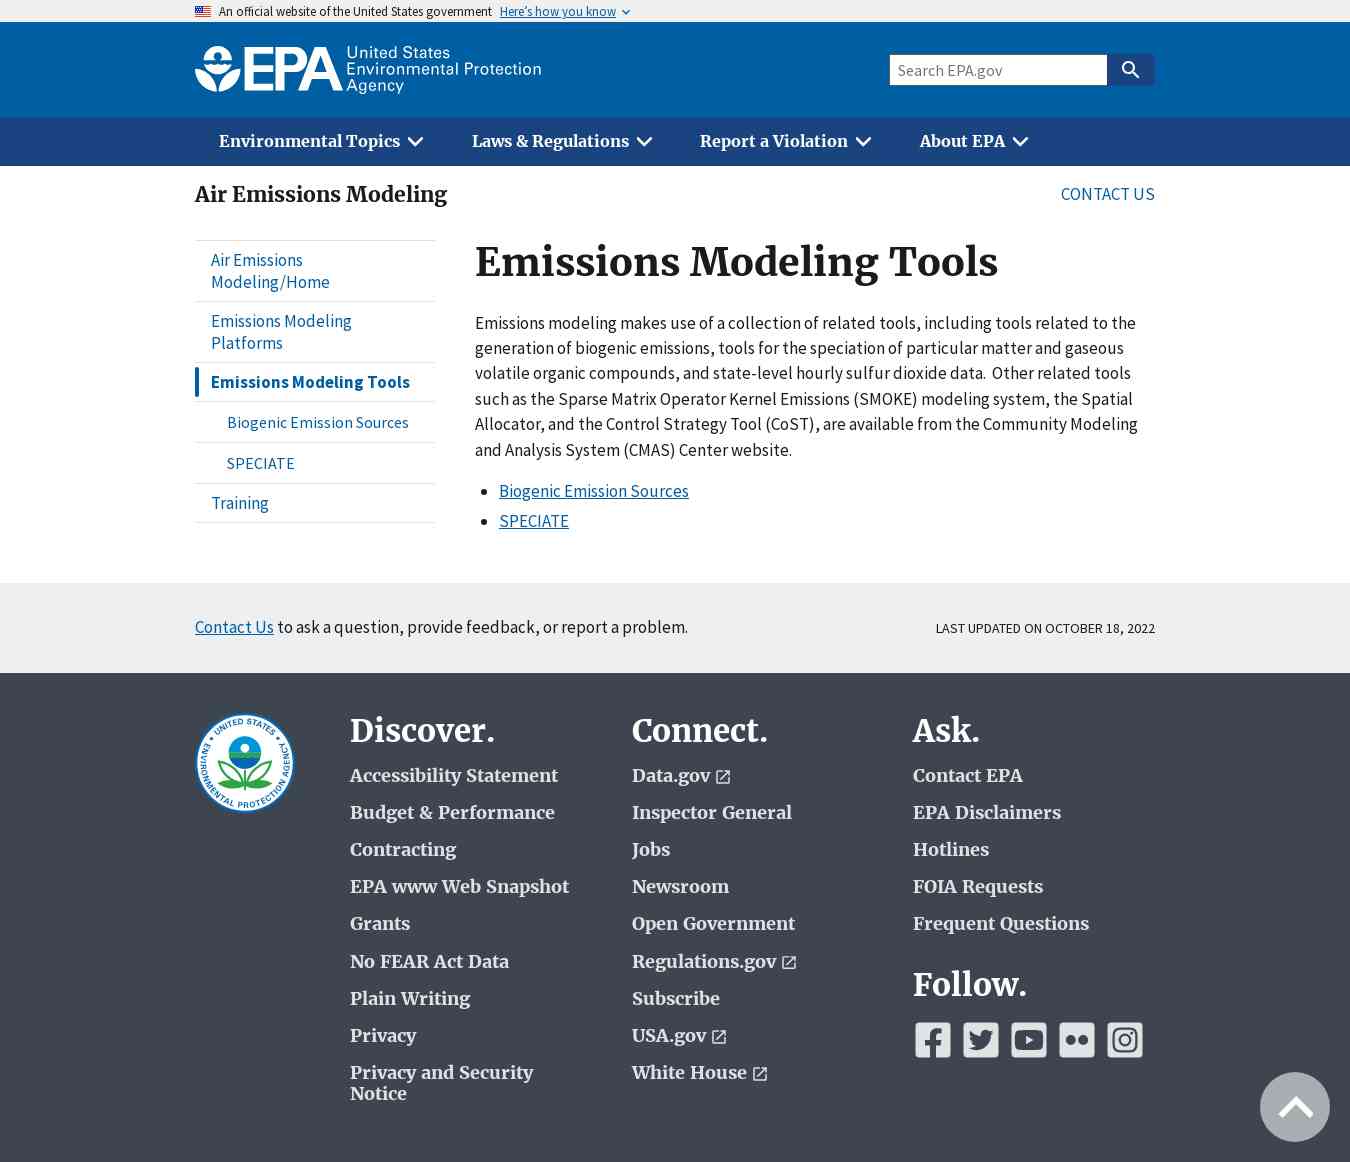 An official website of the United States government Here's how you know
EPA United States
Environmental Protection
Agency
Search EPA.gov
Environmental Topics Laws & Regulations Report a Violation About EPA
Air Emissions Modeling
CONTACT US
Air Emissions
Modeling/Home
Emissions Modeling
Platforms
Emissions Modeling Tools
Biogenic Emission Sources
SPECIATE
Training
Emissions Modeling Tools
Emissions modeling makes use of a collection of related tools, including tools related to the
generation of biogenic emissions, tools for the speciation of particular matter and gaseous
volatile organic compounds, and state-level hourly sulfur dioxide data.  Other related tools
such as the Sparse Matrix Operator Kernel Emissions (SMOKE) modeling system, the Spatial
Allocator, and the Control Strategy Tool (CoST), are available from the Community Modeling
and Analysis System (CMAS) Center website.
Biogenic Emission Sources
SPECIATE
Contact Us to ask a question, provide feedback, or report a problem.
LAST UPDATED ON OCTOBER 18, 2022
UNITED STATES
ENVIRONMENTAL PROTECTION AGENCY
Discover.
Accessibility Statement
Budget & Performance
Contracting
EPA www Web Snapshot
Grants
No FEAR Act Data
Plain Writing
Privacy
Privacy and Security
Notice
Connect.
Data.gov
Inspector General
Jobs
Newsroom
Open Government
Regulations.gov
Subscribe
USA.gov
White House
Ask.
Contact EPA
EPA Disclaimers
Hotlines
FOIA Requests
Frequent Questions
Follow.